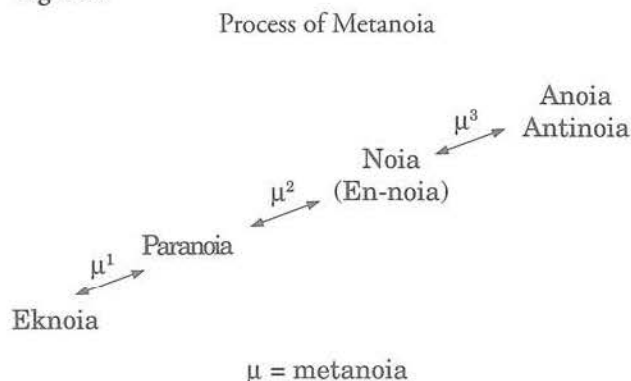 Process of Metanoia
Anoia
Antinoia
μ³
Noia
(En-noia)
μ²
Paranoia
μ¹
Eknoia
μ = metanoia